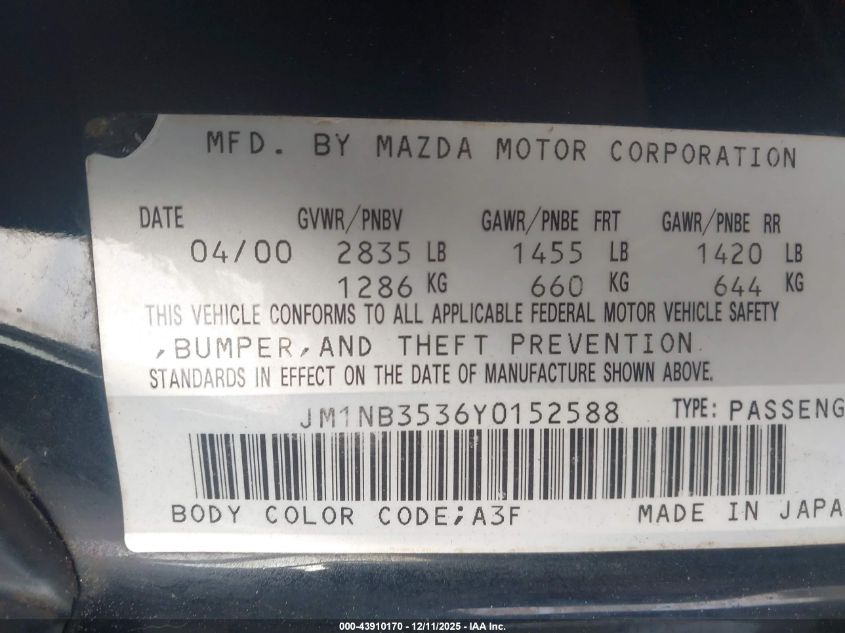 MFD. BY MAZDA MOTOR CORPORATION
DATE GVWR/PNBV GAWR/PNBE FRT GAWR/PNBE RR
04/00 2835 LB 1455 LB 1420 LB
1286 KG 660 KG 644 KG
THIS VEHICLE CONFORMS TO ALL APPLICABLE FEDERAL MOTOR VEHICLE SAFETY
,BUMPER,AND THEFT PREVENTION
STANDARDS IN EFFECT ON THE DATE OF MANUFACTURE SHOWN ABOVE.
JM1NB3536Y0152588 TYPE: PASSENG
BODY COLOR CODE;A3F MADE IN JAPA
000-43910170 - 12/11/2025 - IAA Inc.